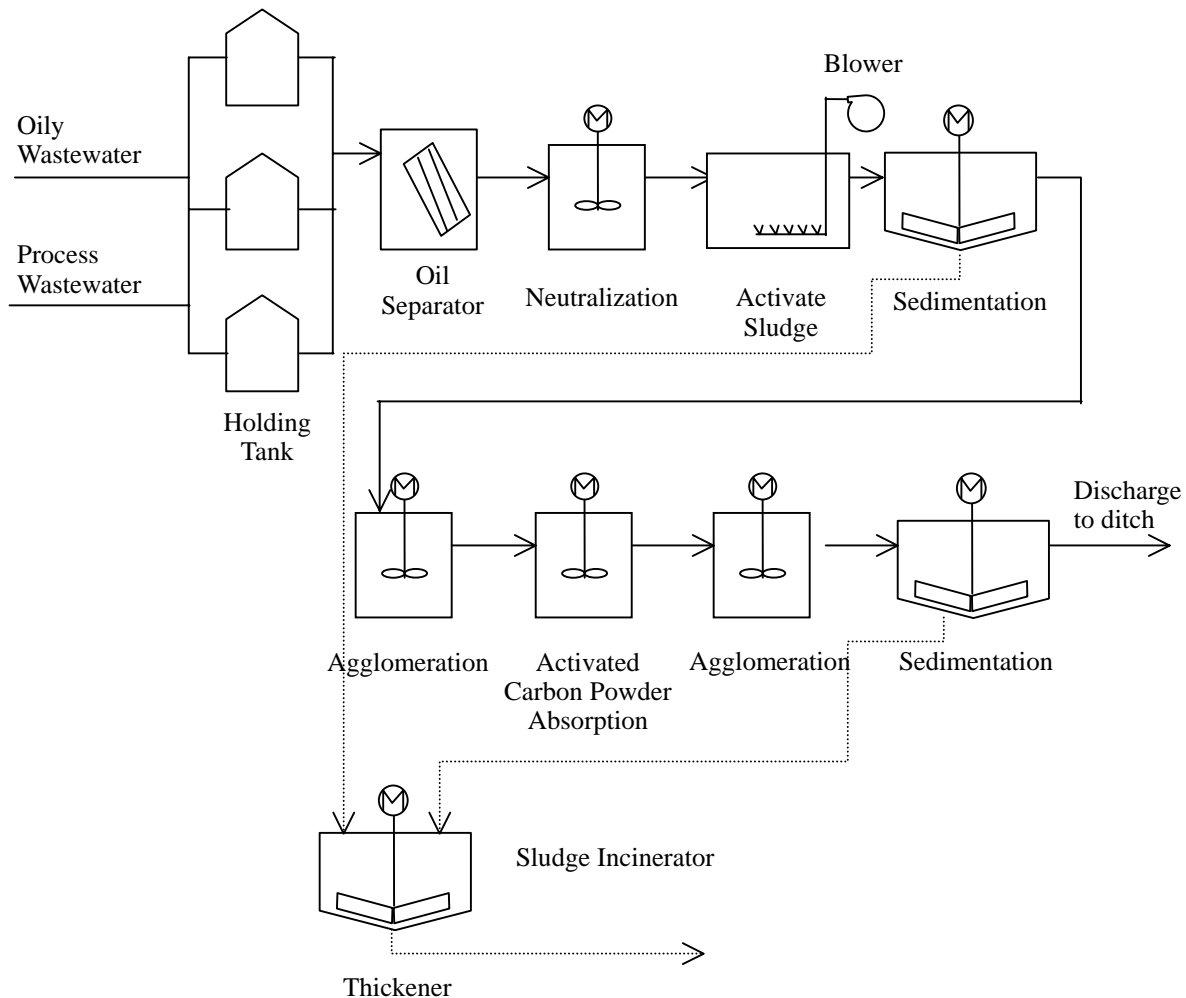 Blower
Oily
Wastewater
M
M
Process
Wastewater
Oil
Separator
Neutralization
Activate
Sludge
Sedimentation
Holding
Tank
M
M
M
M
Discharge
to ditch
Agglomeration
Activated
Carbon Powder
Absorption
Agglomeration
Sedimentation
M
Sludge Incinerator
Thickener